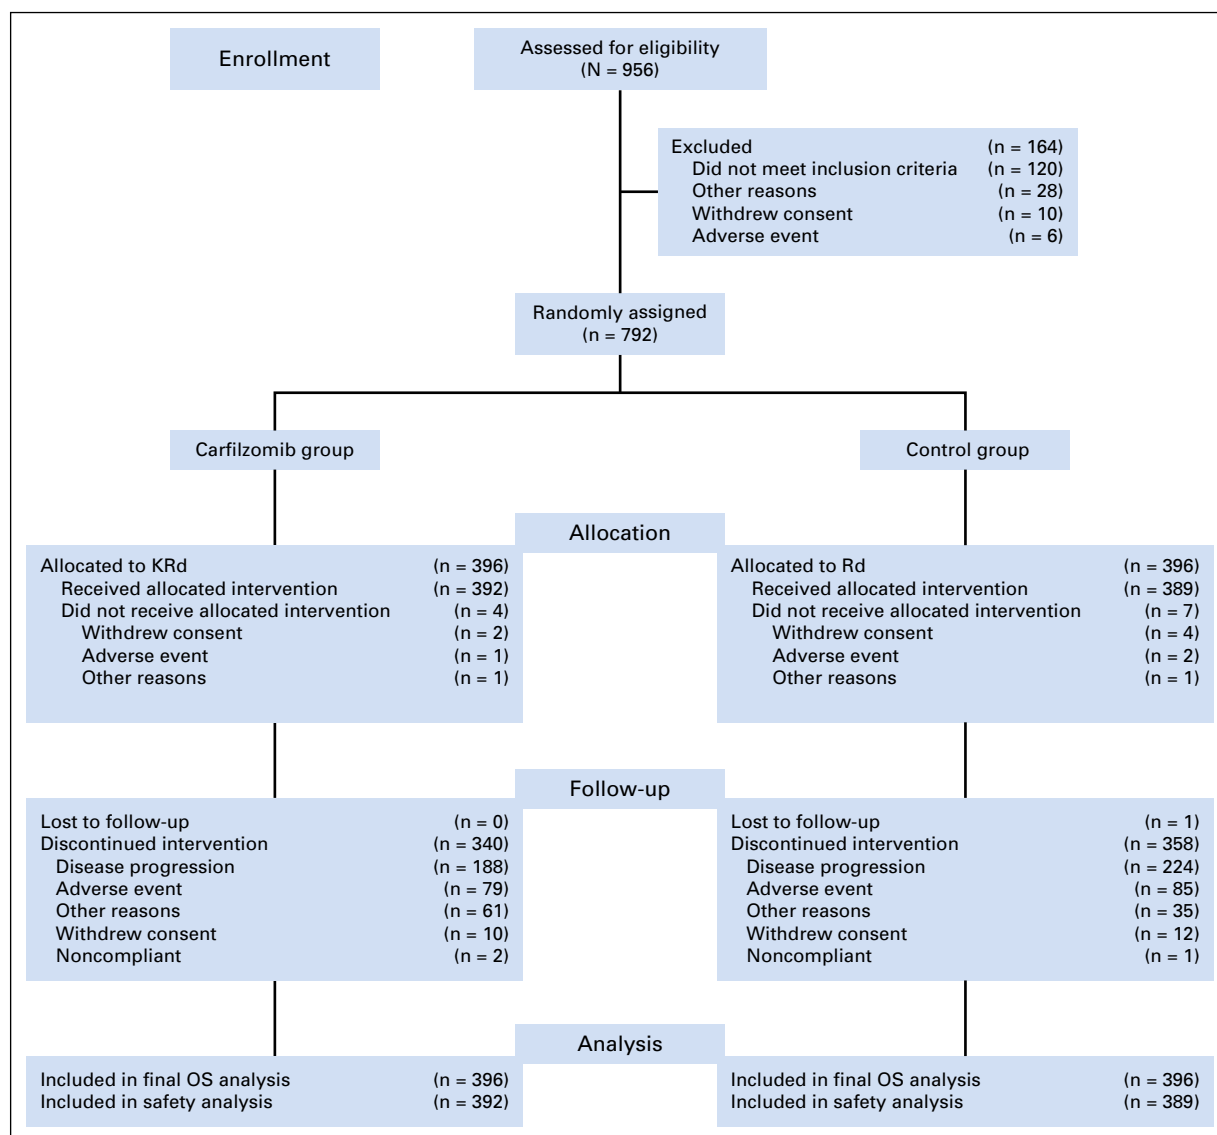 Enrollment
Assessed for eligibility
(N = 956)
Excluded (n = 164)
Did not meet inclusion criteria (n = 120)
Other reasons (n = 28)
Withdrew consent (n = 10)
Adverse event (n = 6)
Randomly assigned
(n = 792)
Carfilzomib group
Control group
Allocation
Allocated to KRd (n = 396)
Received allocated intervention (n = 392)
Did not receive allocated intervention (n = 4)
Withdrew consent (n = 2)
Adverse event (n = 1)
Other reasons (n = 1)
Allocated to Rd (n = 396)
Received allocated intervention (n = 389)
Did not receive allocated intervention (n = 7)
Withdrew consent (n = 4)
Adverse event (n = 2)
Other reasons (n = 1)
Follow-up
Lost to follow-up (n = 0)
Discontinued intervention (n = 340)
Disease progression (n = 188)
Adverse event (n = 79)
Other reasons (n = 61)
Withdrew consent (n = 10)
Noncompliant (n = 2)
Lost to follow-up (n = 1)
Discontinued intervention (n = 358)
Disease progression (n = 224)
Adverse event (n = 85)
Other reasons (n = 35)
Withdrew consent (n = 12)
Noncompliant (n = 1)
Analysis
Included in final OS analysis (n = 396)
Included in safety analysis (n = 392)
Included in final OS analysis (n = 396)
Included in safety analysis (n = 389)